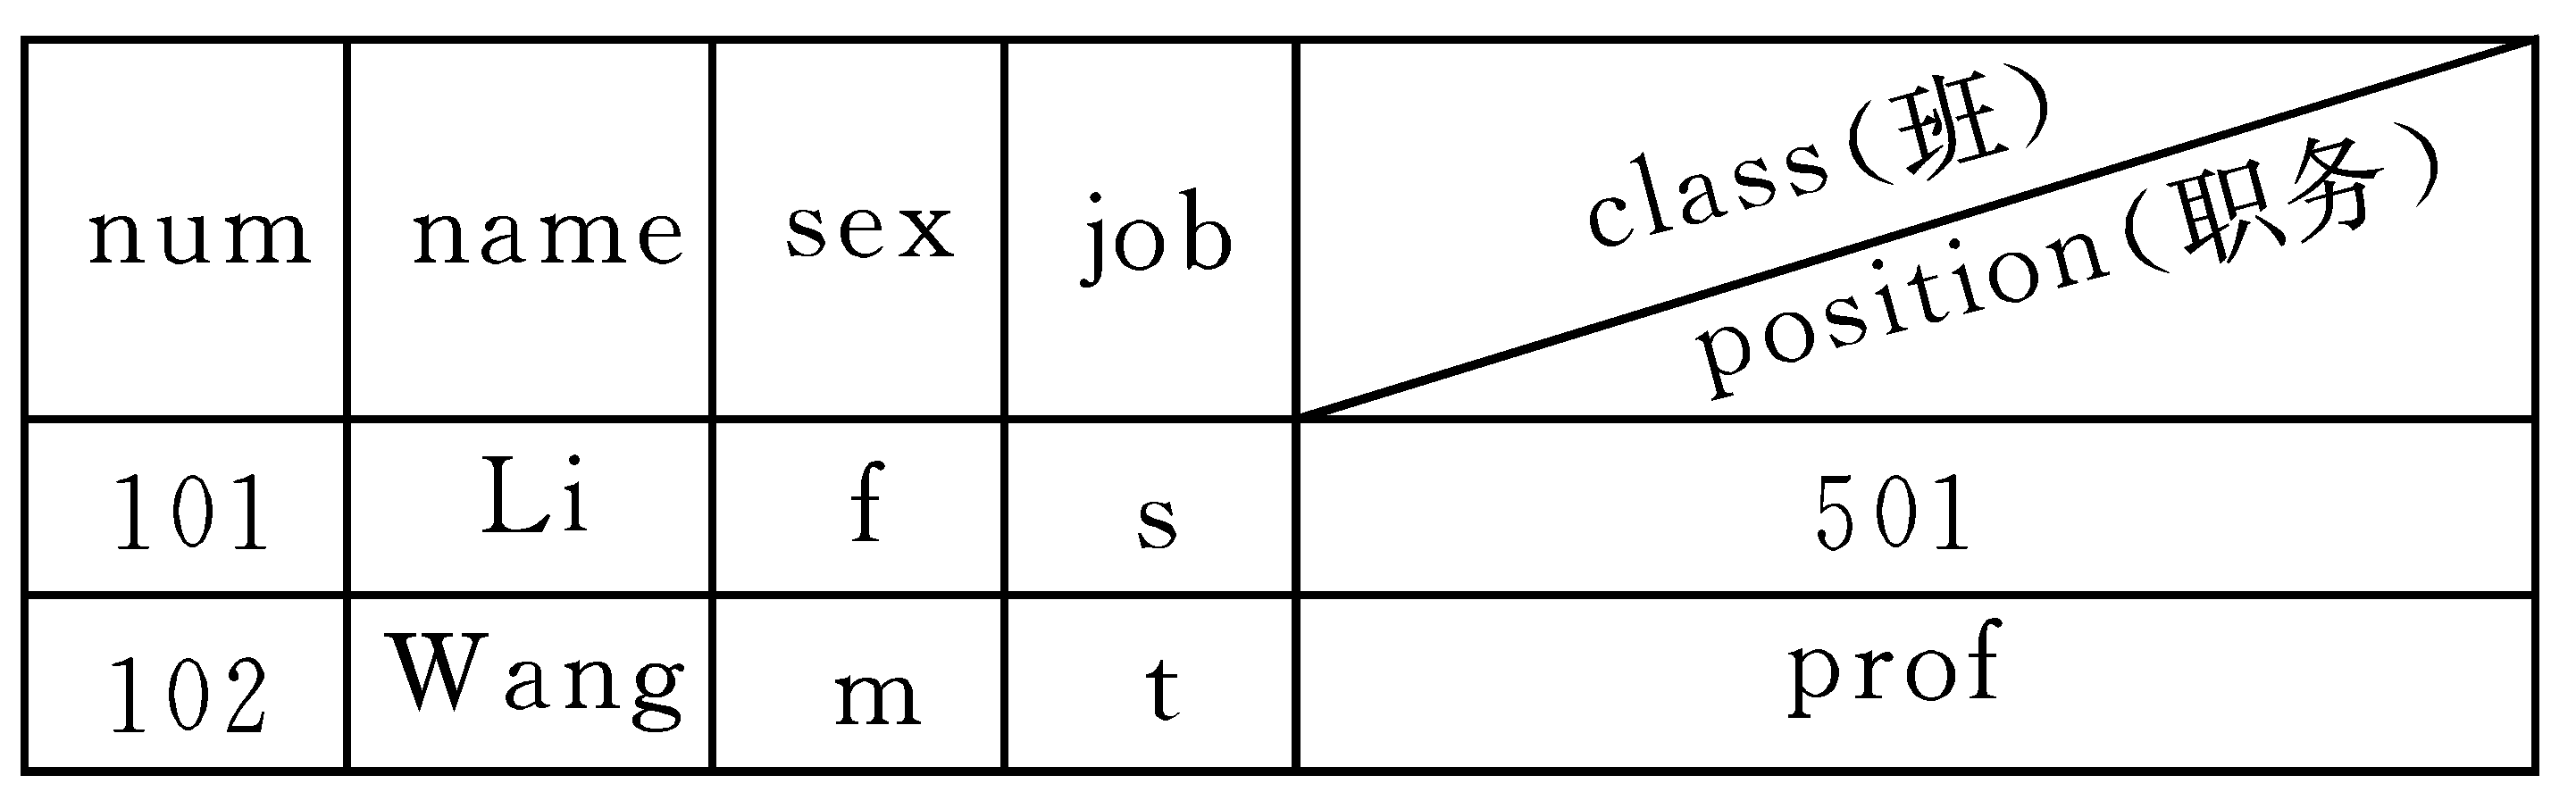 num name sex job class(班) position(职务)
101 Li f s 501
102 Wang m t prof